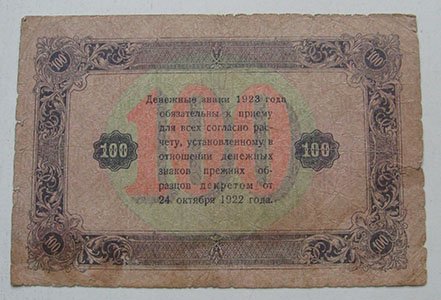 100 100
100
Денежные знаки 1923 года
обязательны к приему
для всех согласно рас-
чету, установленному в
100 отношении денежных 100
знаков прежних об-
разцов декретом от
24 октября 1922 года.
100 100